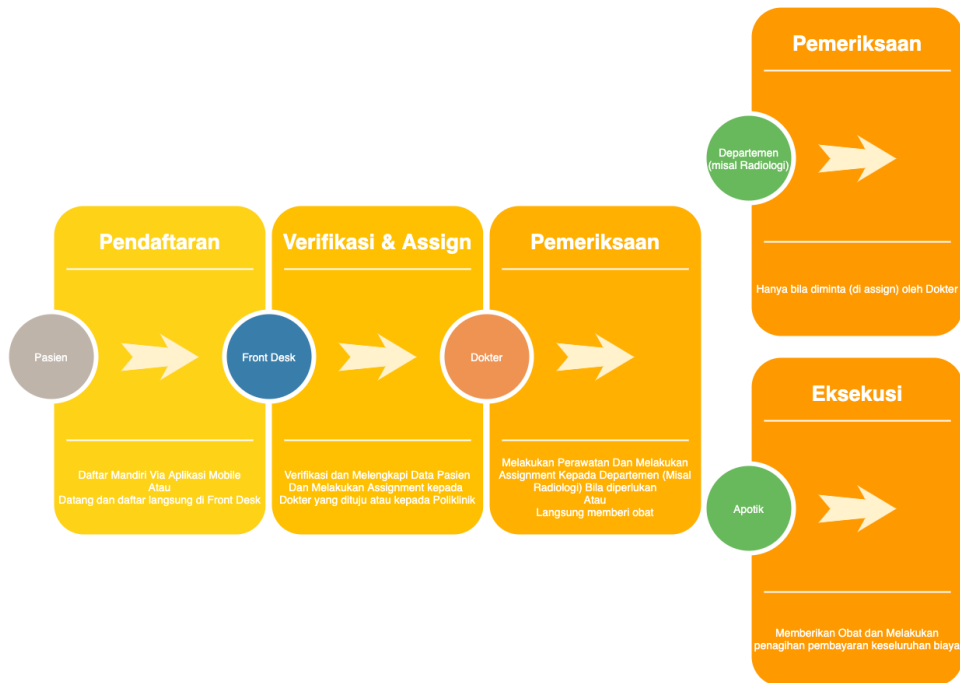 Pendaftaran
Pasien
Daftar Mandiri Via Aplikasi Mobile
Atau
Datang dan daftar langsung di Front Desk
Verifikasi & Assign
Front Desk
Verifikasi dan Melengkapi Data Pasien
Dan Melakukan Assignment kepada
Dokter yang dituju atau kepada Poliklinik
Pemeriksaan
Dokter
Melakukan Perawatan Dan Melakukan
Assignment Kepada Departemen (Misal
Radiologi) Bila diperlukan
Atau
Langsung memberi obat
Pemeriksaan
Departemen
(misal Radiologi)
Hanya bila diminta (di assign) oleh Dokter
Eksekusi
Apotik
Memberikan Obat dan Melakukan
penagihan pembayaran keseluruhan biaya